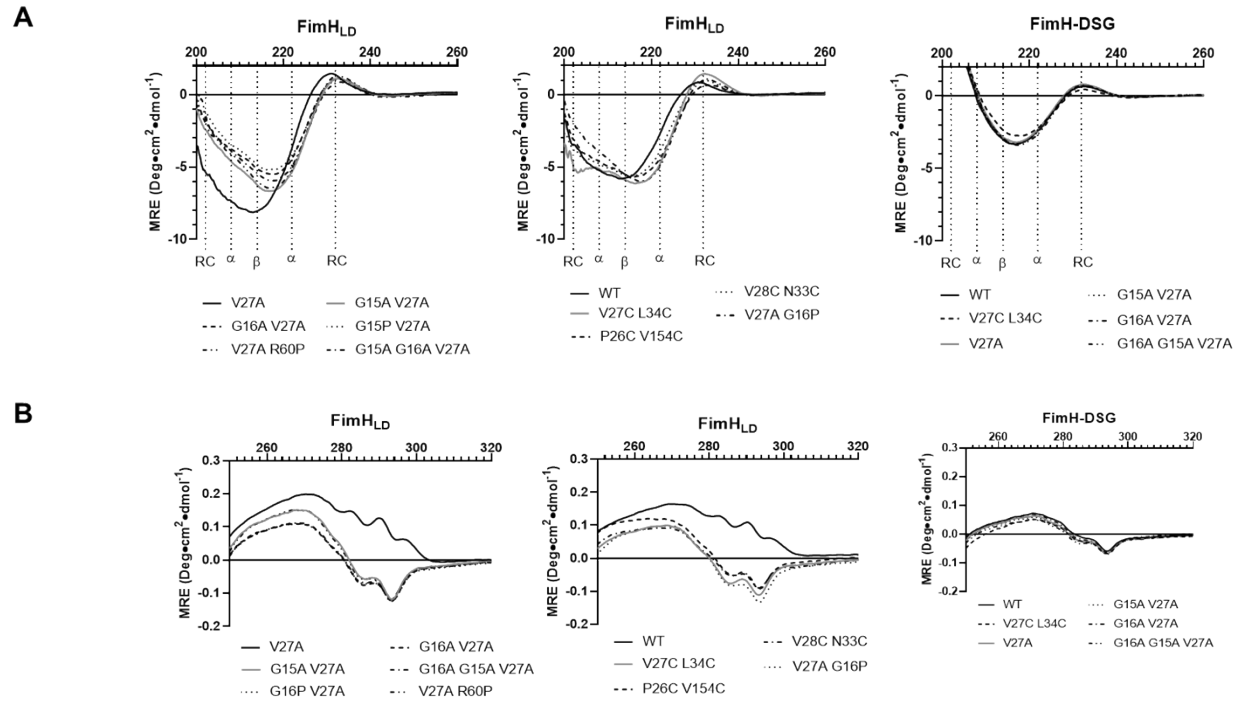 A
FimHLD
200 220 240 260
0
-5
-10
MRE (Deg•cm2•dmol-1)
RC α β α RC
V27A G15A V27A
G16A V27A G15P V27A
V27A R60P G15A G16A V27A
FimHLD
200 220 240 260
0
-5
-10
MRE (Deg•cm2•dmol-1)
RC α β α RC
WT V28C N33C
V27C L34C V27A G16P
P26C V154C
FimH-DSG
200 220 240 260
0
-5
-10
MRE (Deg•cm2•dmol-1)
RC α β α RC
WT G15A V27A
V27C L34C G16A V27A
V27A G16A G15A V27A
B
FimHLD
260 280 300 320
0.3
0.2
0.1
0.0
-0.1
-0.2
MRE (Deg•cm2•dmol-1)
V27A G16A V27A
G15A V27A G16A G15A V27A
G16P V27A V27A R60P
FimHLD
260 280 300 320
0.3
0.2
0.1
0.0
-0.1
-0.2
MRE (Deg•cm2•dmol-1)
WT V28C N33C
V27C L34C V27A G16P
P26C V154C
FimH-DSG
260 280 300 320
0.3
0.2
0.1
0.0
-0.1
-0.2
MRE (Deg•cm2•dmol-1)
WT G15A V27A
V27C L34C G16A V27A
V27A G16A G15A V27A